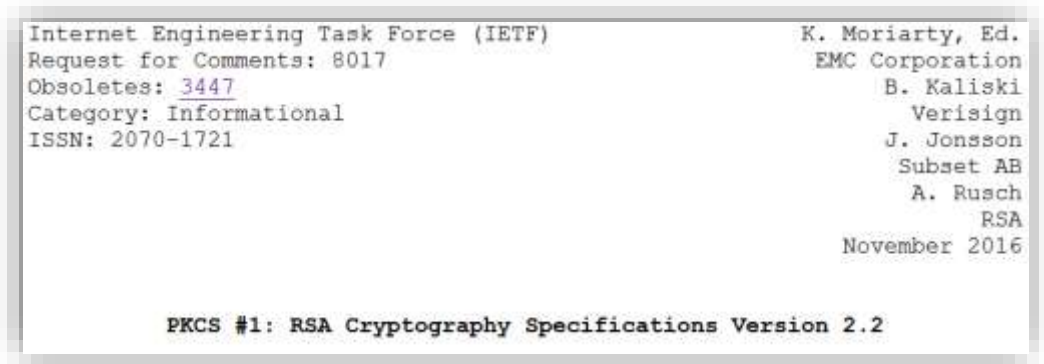 Internet Engineering Task Force (IETF) K. Moriarty, Ed.
Request for Comments: 8017 EMC Corporation
Obsoletes: 3447 B. Kaliski
Category: Informational Verisign
ISSN: 2070-1721 J. Jonsson
Subset AB
A. Rusch
RSA
November 2016
PKCS #1: RSA Cryptography Specifications Version 2.2